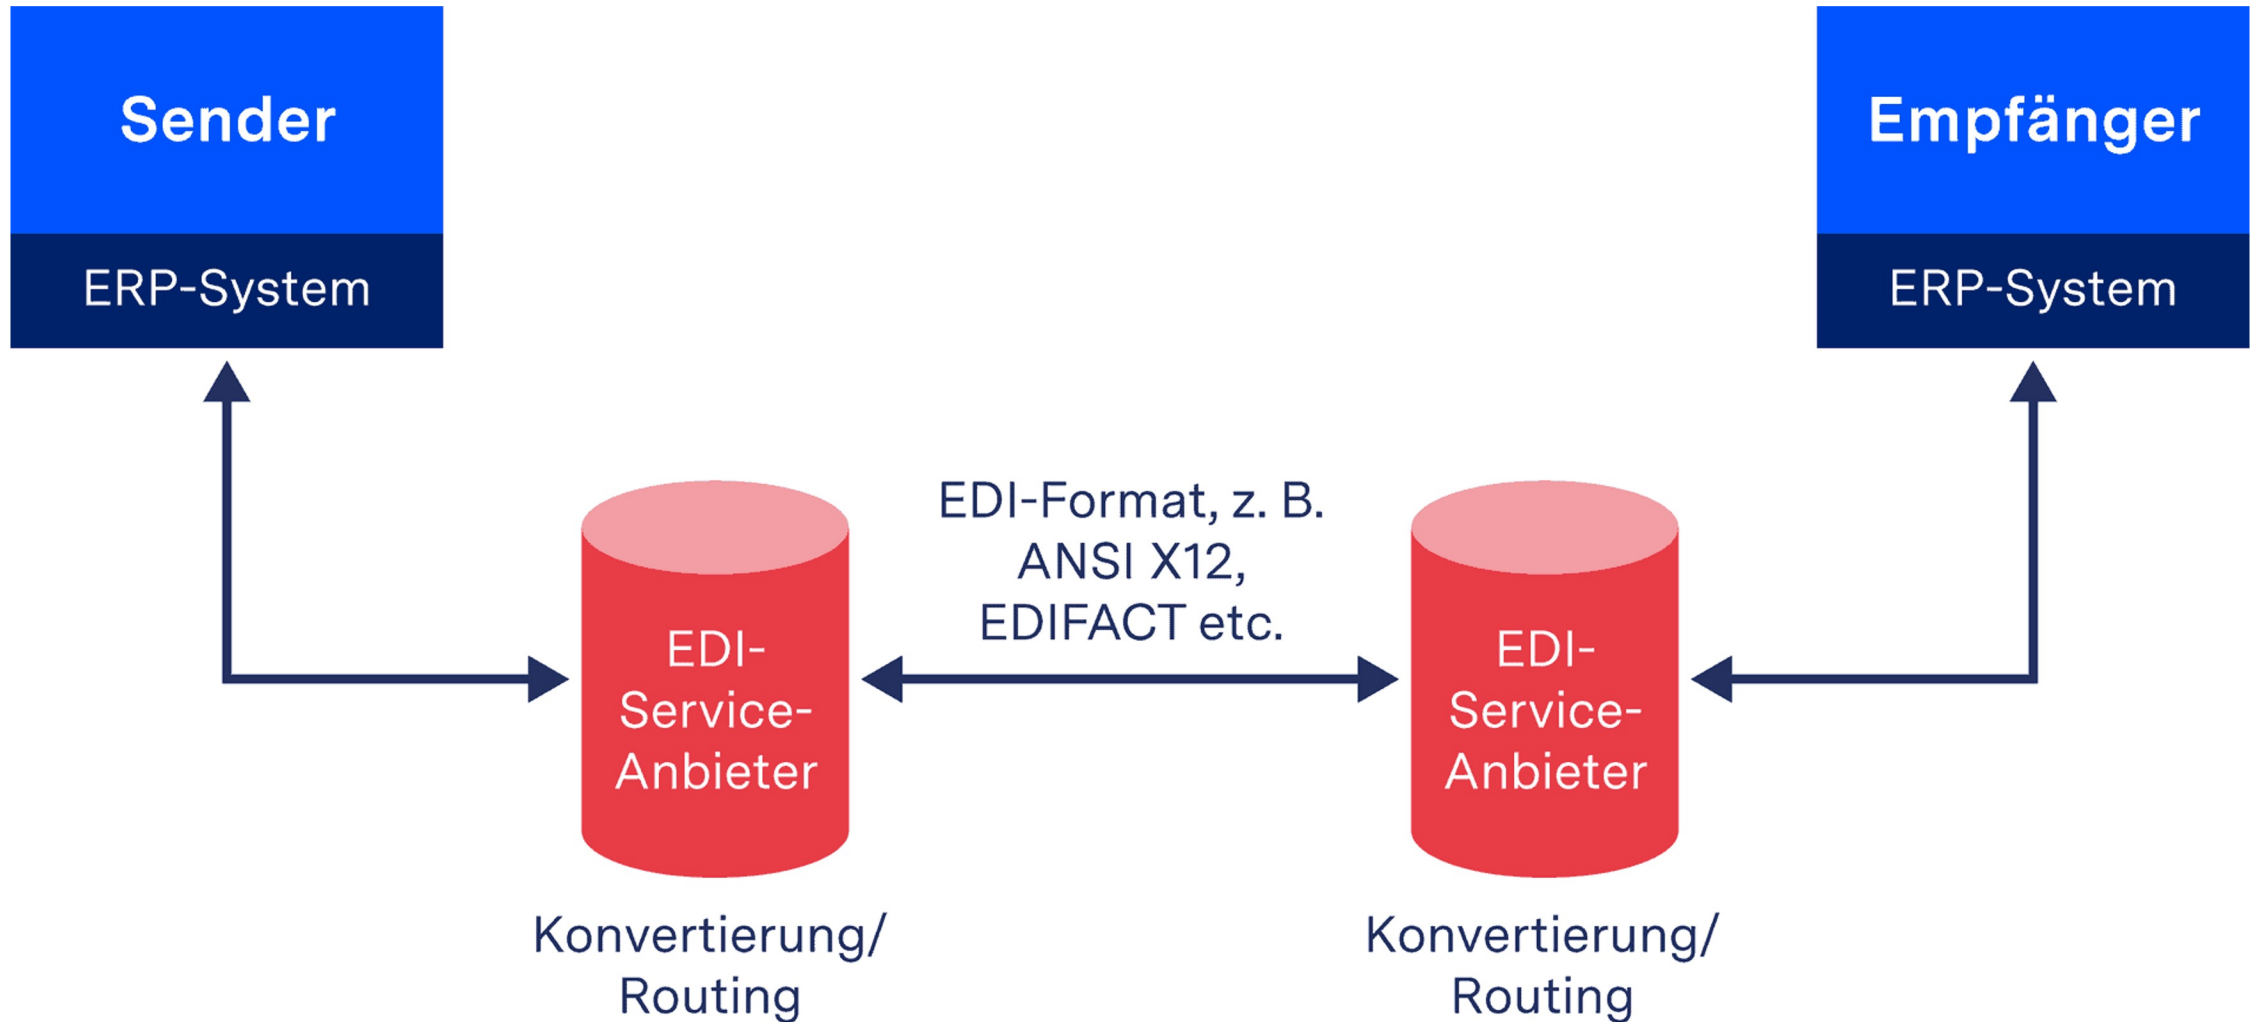 Sender
ERP-System
Empfänger
ERP-System
EDI-Format, z. B.
ANSI X12,
EDIFACT etc.
EDI-
Service-
Anbieter
EDI-
Service-
Anbieter
Konvertierung/
Routing
Konvertierung/
Routing